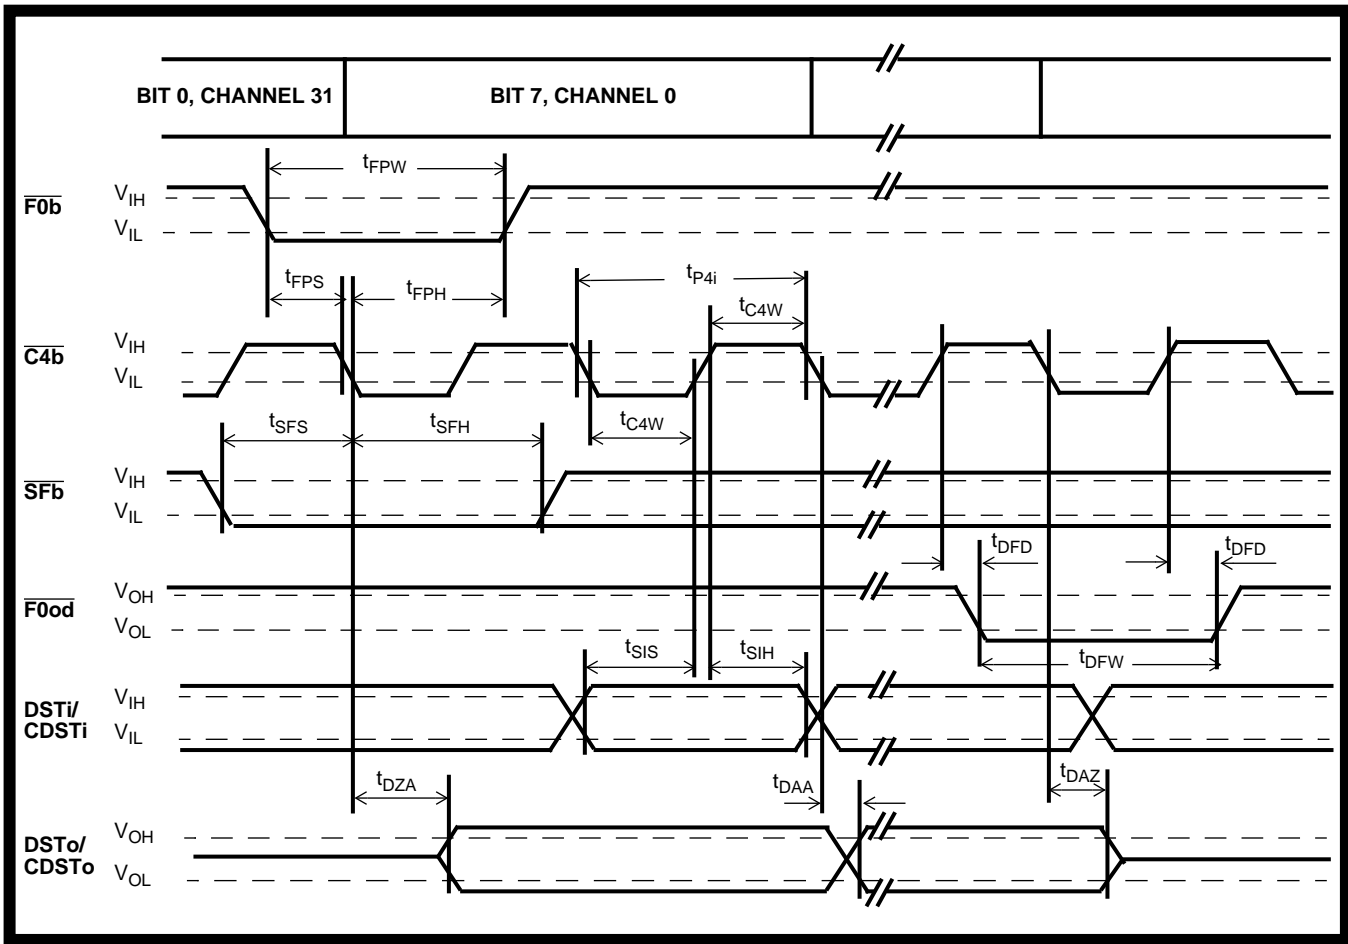 BIT 0, CHANNEL 31 BIT 7, CHANNEL 0
tFPW
F0b VIH
VIL
tFPS tFPH tP4i
tC4W
C4b VIH
VIL
tSFS tSFH tC4W
SFb VIH
VIL
tDFD tDFD
F0od VOH
VOL
tSIS tSIH tDFW
DSTi/
CDSTi
VIH
VIL
tDZA tDAA tDAZ
DSTo/
CDSTo
VOH
VOL